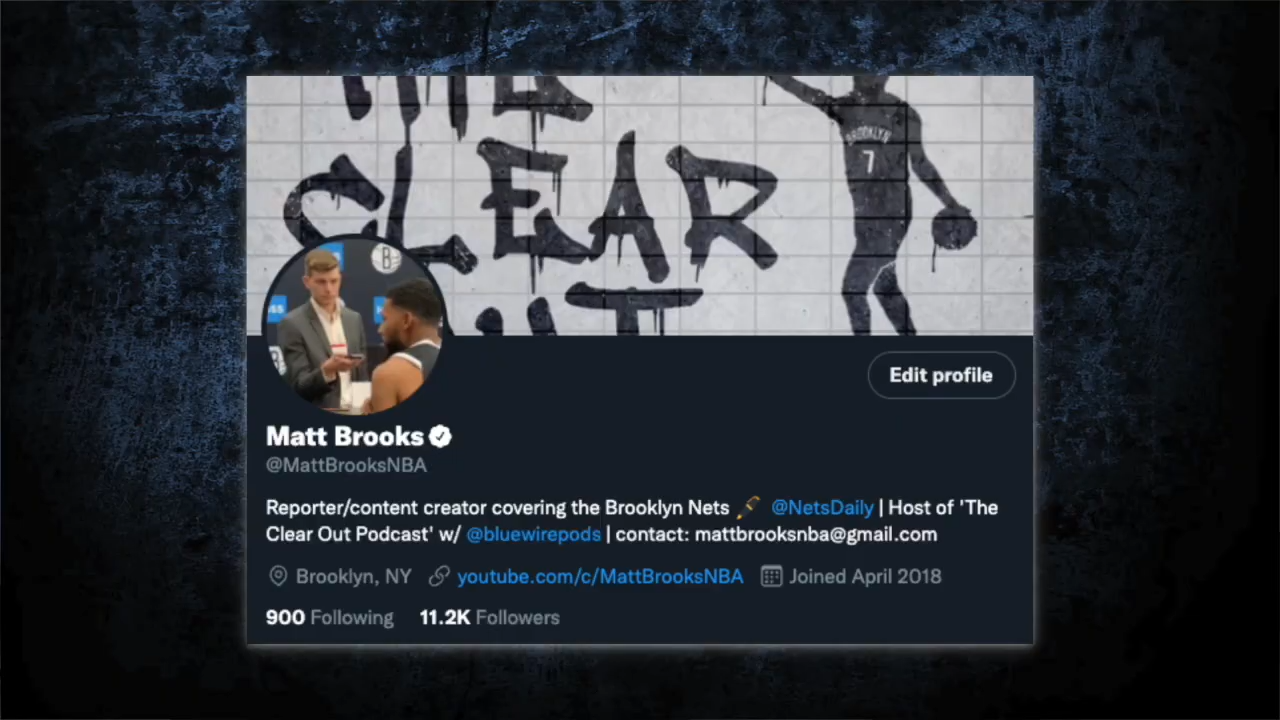 THE
CLEAR
OUT
BROOKLYN
7
B
Edit profile
Matt Brooks
@MattBrooksNBA
Reporter/content creator covering the Brooklyn Nets @NetsDaily | Host of 'The
Clear Out Podcast' w/ @bluewirepods | contact: mattbrooksnba@gmail.com
Brooklyn, NY youtube.com/c/MattBrooksNBA Joined April 2018
900 Following 11.2K Followers